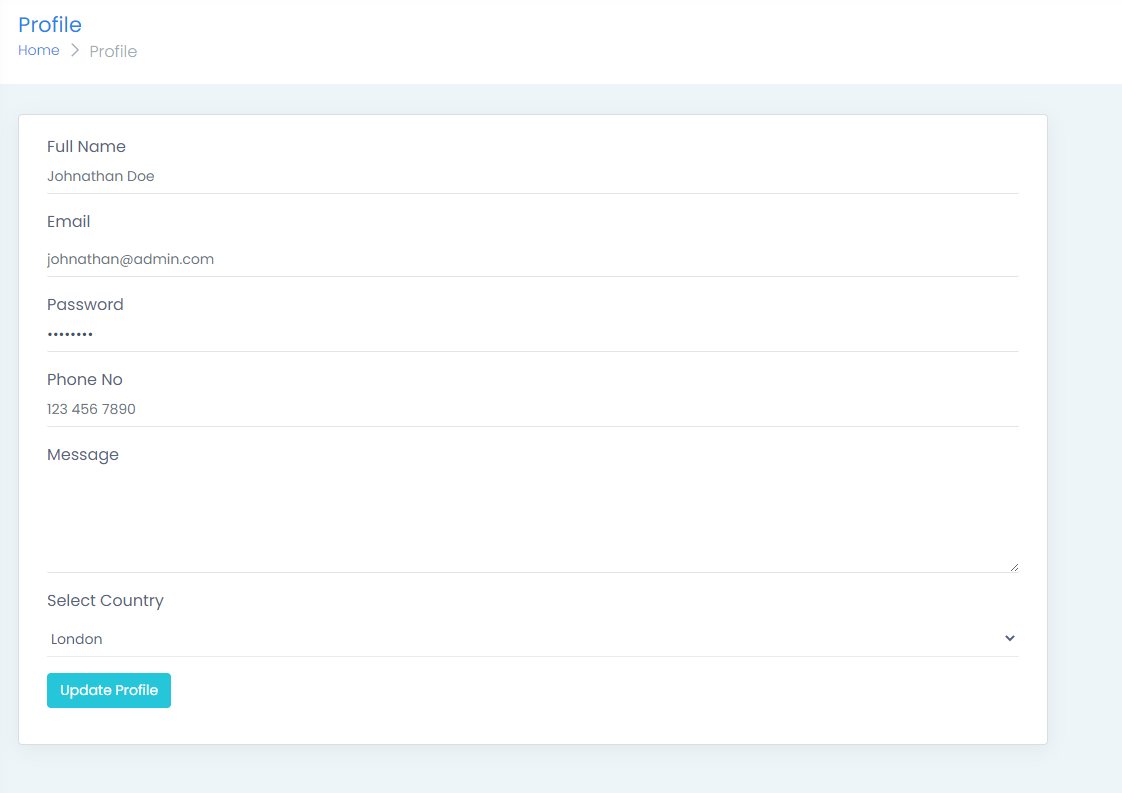 Profile
Home > Profile
Full Name
Johnathan Doe
Email
johnathan@admin.com
Password
••••••••
Phone No
123 456 7890
Message
Select Country
London
Update Profile